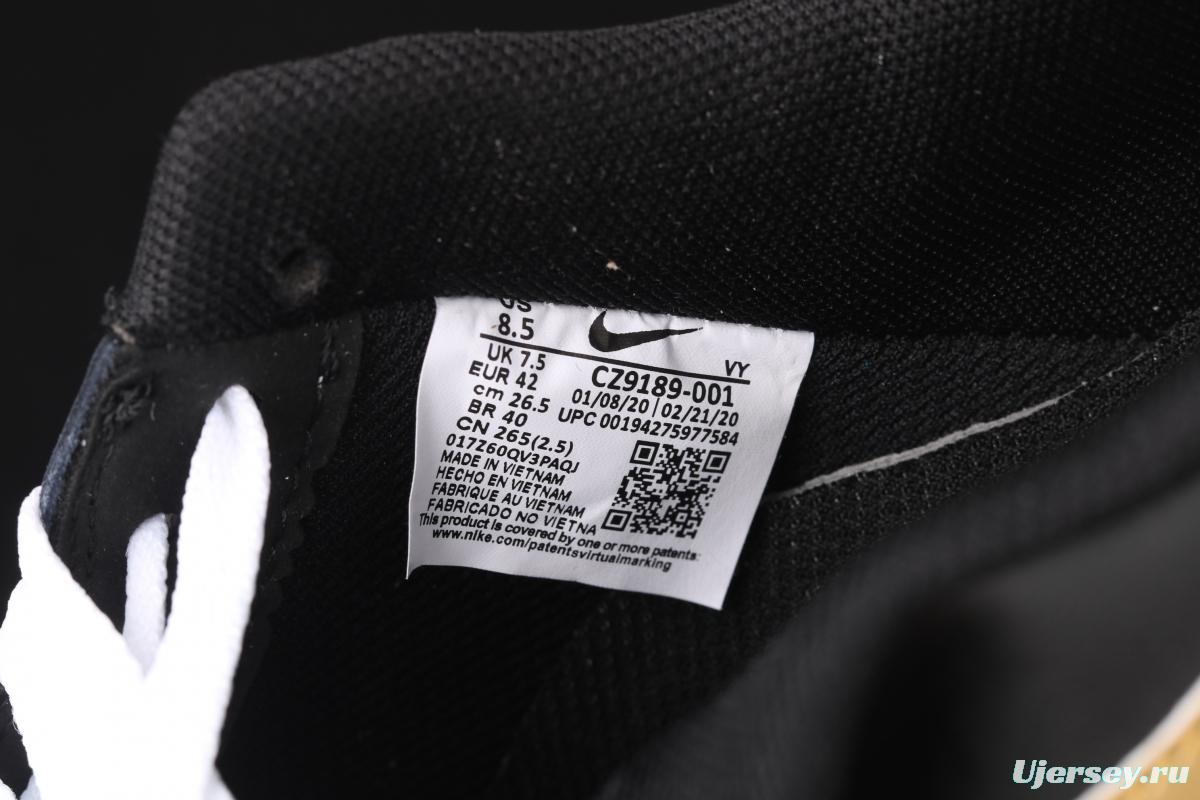 US
8.5
UK 7.5
EUR 42
cm 26.5
BR 40
CN 265(2.5)
017Z60QV3PAQJ
MADE IN VIETNAM
HECHO EN VIETNAM
FABRIQUE AU VIETNAM
FABRICADO NO VIETNA
VY
CZ9189-001
01/08/20 | 02/21/20
UPC 00194275977584
This product is covered by one or more patents:
www.nike.com/patentsvirtualmarking
Ujersey.ru